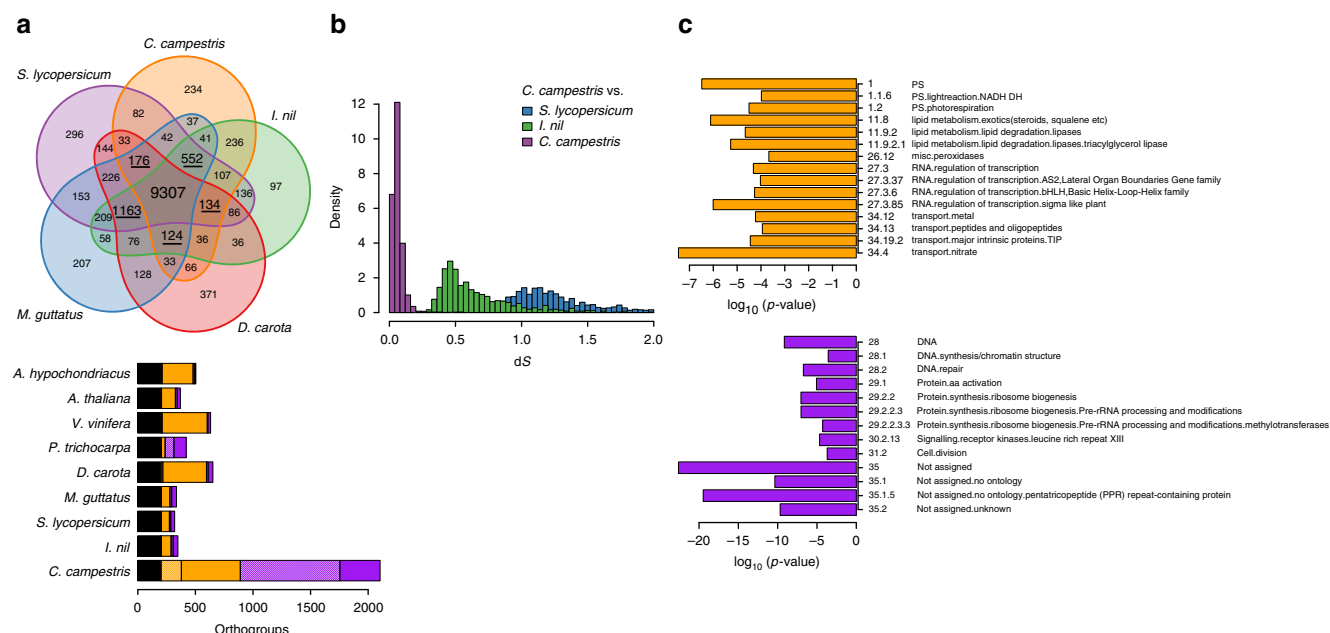 a
b
c
C. campestris
S. lycopersicum
I. nil
M. guttatus
D. carota
234
82
37
296
42
41
236
33
144
176
552
97
226
107
136
9307
153
134
86
209
1163
58
76
124
36
36
207
33
66
128
371
A. hypochondriacus
A. thaliana
V. vinifera
P. trichocarpa
D. carota
M. guttatus
S. lycopersicum
I. nil
C. campestris
0 500 1000 1500 2000
Orthogroups
C. campestris vs.
S. lycopersicum
I. nil
C. campestris
Density
12
10
8
6
4
2
0
0.0 0.5 1.0 1.5 2.0
dS
1 PS
1.1.6 PS.lightreaction.NADH DH
1.2 PS.photorespiration
11.8 lipid metabolism.exotics(steroids, squalene etc)
11.9.2 lipid metabolism.lipid degradation.lipases
11.9.2.1 lipid metabolism.lipid degradation.lipases.triacylglycerol lipase
26.12 misc.peroxidases
27.3 RNA.regulation of transcription
27.3.37 RNA.regulation of transcription.AS2,Lateral Organ Boundaries Gene family
27.3.6 RNA.regulation of transcription.bHLH,Basic Helix-Loop-Helix family
27.3.85 RNA.regulation of transcription.sigma like plant
34.12 transport.metal
34.13 transport.peptides and oligopeptides
34.19.2 transport.major intrinsic proteins.TIP
34.4 transport.nitrate
−7 −6 −5 −4 −3 −2 −1 0
log10 (p-value)
28 DNA
28.1 DNA.synthesis/chromatin structure
28.2 DNA.repair
29.1 Protein.aa activation
29.2.2 Protein.synthesis.ribosome biogenesis
29.2.2.3 Protein.synthesis.ribosome biogenesis.Pre-rRNA processing and modifications
29.2.2.3.3 Protein.synthesis.ribosome biogenesis.Pre-rRNA processing and modifications.methylotransferases
30.2.13 Signalling.receptor kinases.leucine rich repeat XIII
31.2 Cell.division
35 Not assigned
35.1 Not assigned.no ontology
35.1.5 Not assigned.no ontology.pentatricopeptide (PPR) repeat-containing protein
35.2 Not assigned.unknown
−20 −15 −10 −5 0
log10 (p-value)